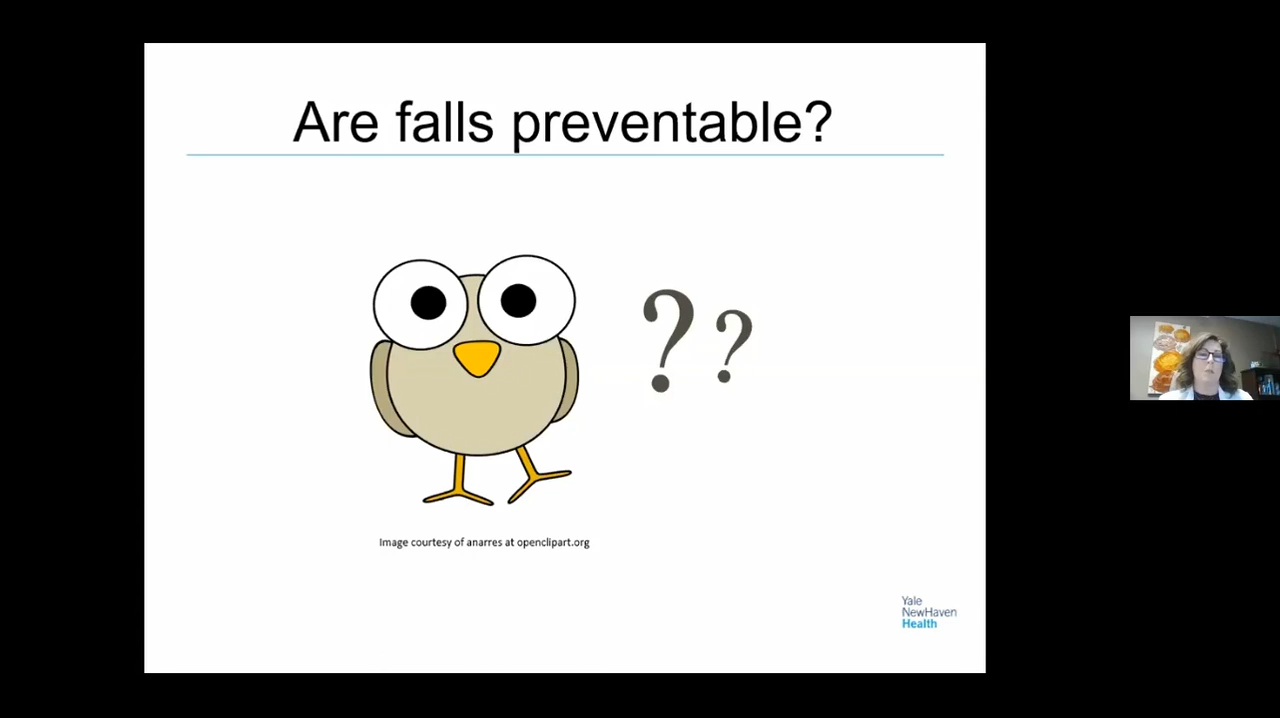 Are falls preventable?
??
Image courtesy of anarres at openclipart.org
Yale
NewHaven
Health